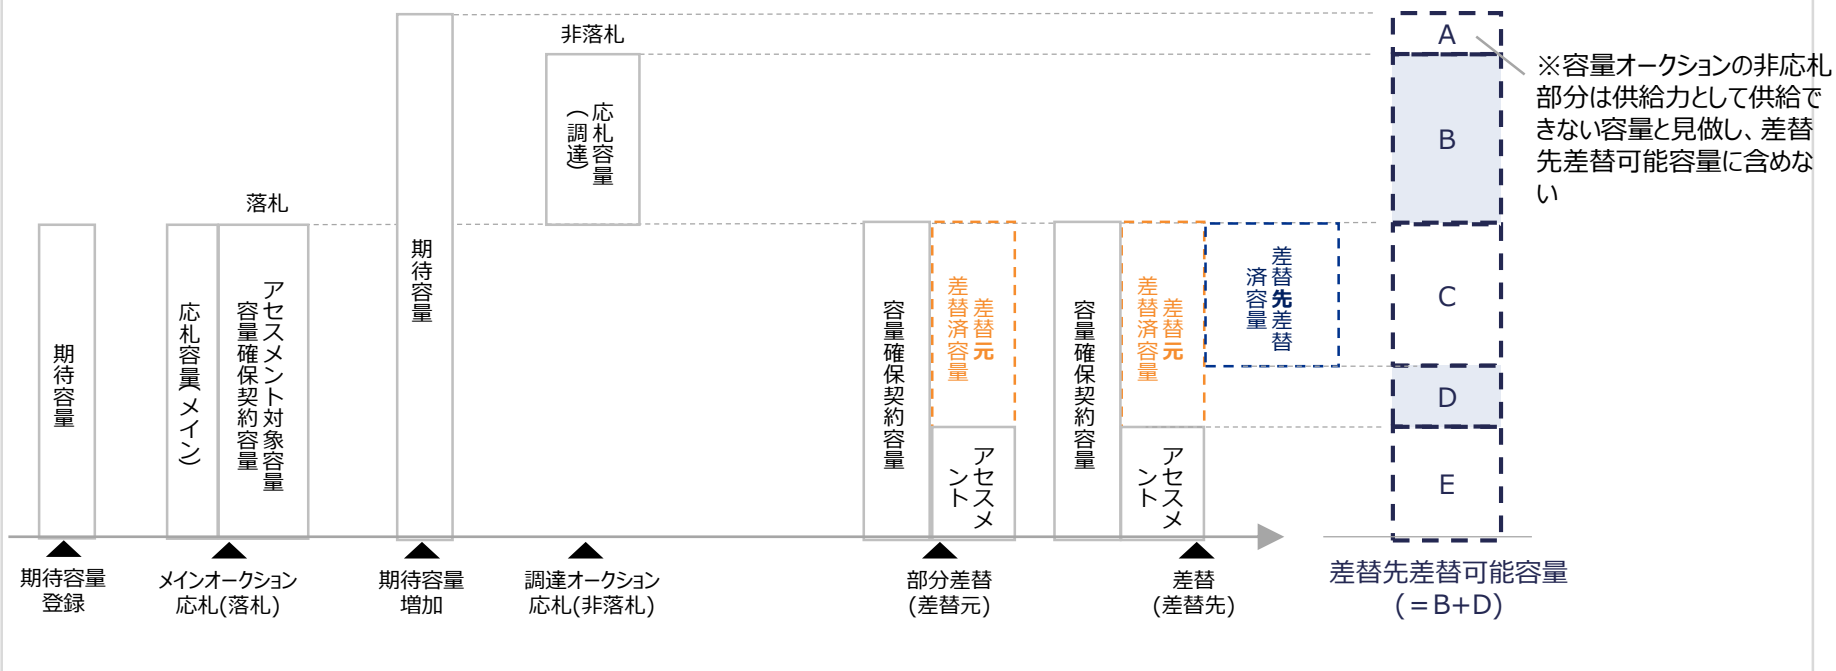 期待容量
落札
応札容量(メイン)
アセスメント対象容量
容量確保契約容量
期待容量
非落札
応札容量
(調達)
容量確保契約容量
差替元
差替済容量
アセスメ
ント
容量確保契約容量
差替元
差替済容量
アセスメ
ント
差替先差替
済容量
A
B
C
D
E
※容量オークションの非応札
部分は供給力として供給で
きない容量と見做し、差替
先差替可能容量に含めな
い
期待容量
登録
メインオークション
応札(落札)
期待容量
増加
調達オークション
応札(非落札)
部分差替
(差替元)
差替
(差替先)
差替先差替可能容量
(=B+D)